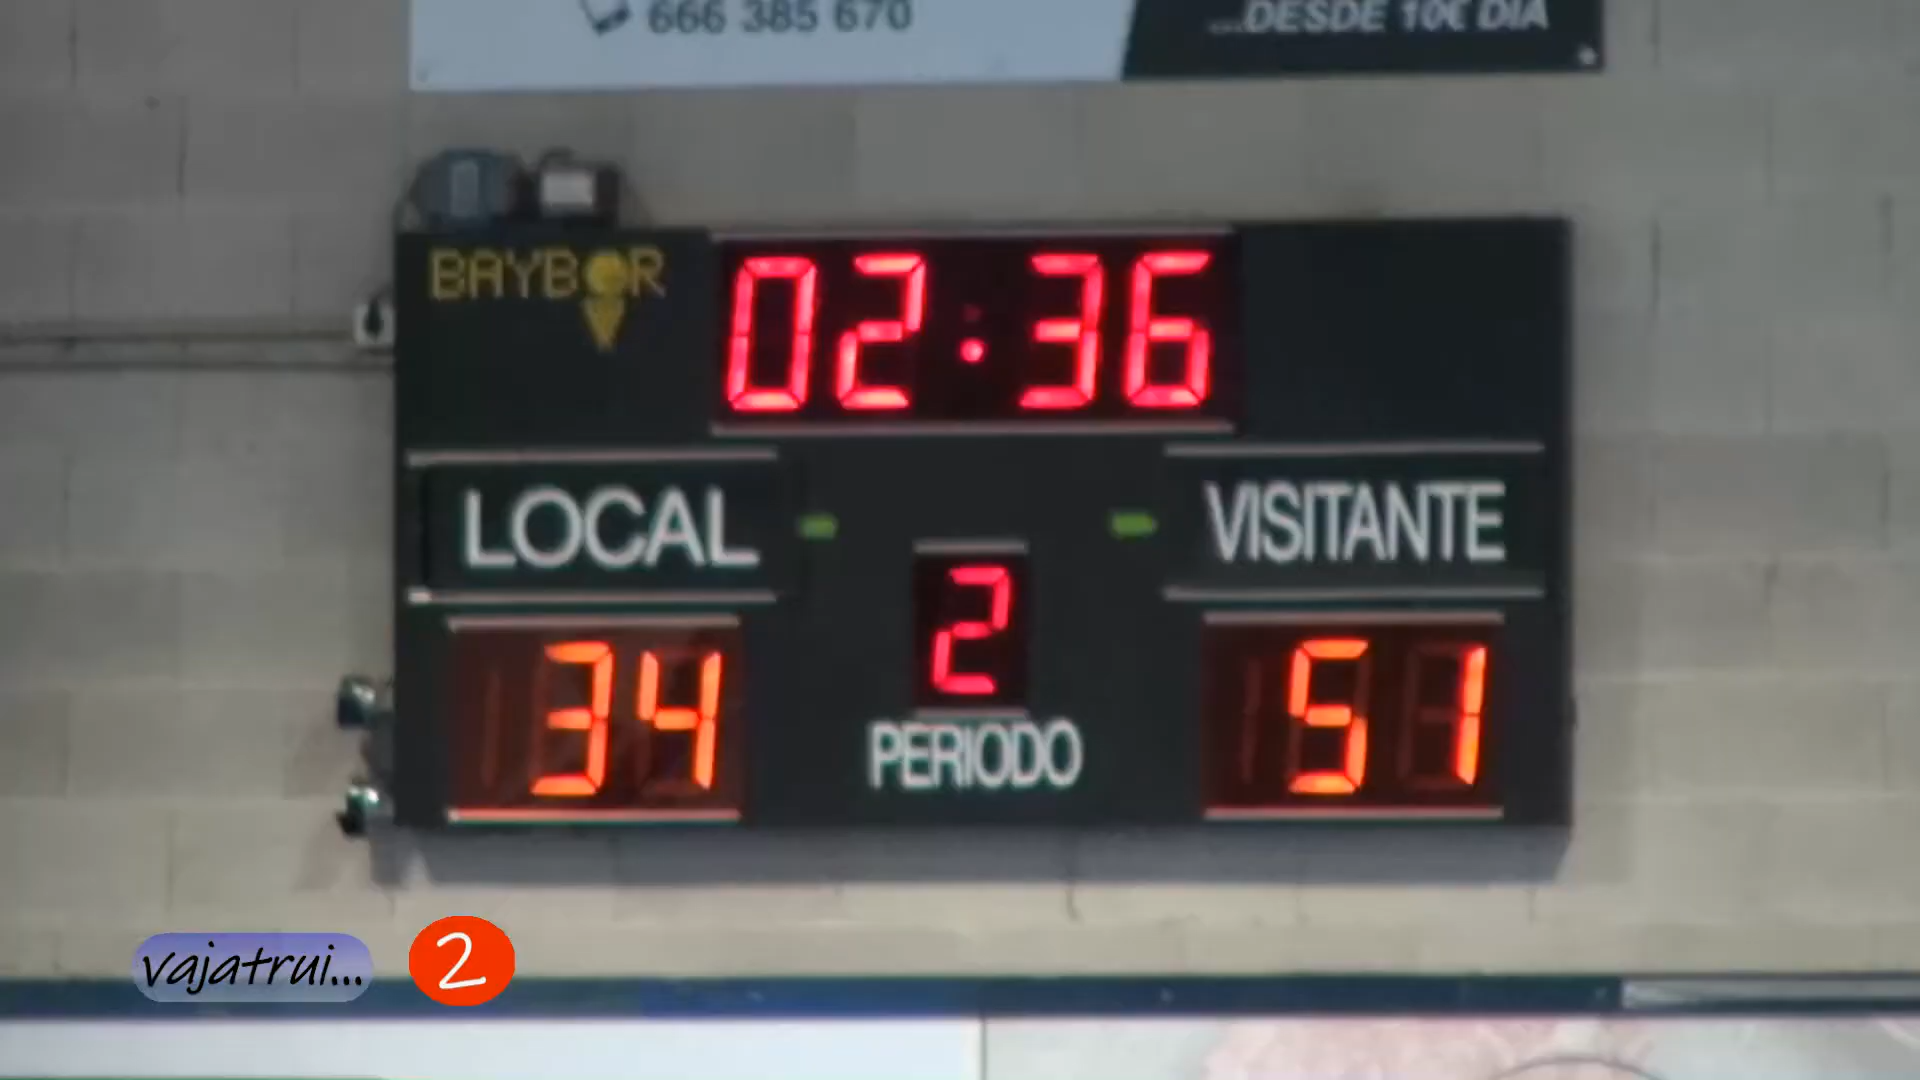 666 385 670
...DESDE 10€ DIA
BAYBOR
02:36
LOCAL
VISITANTE
2
34
51
PERIODO
vajatrui...
2